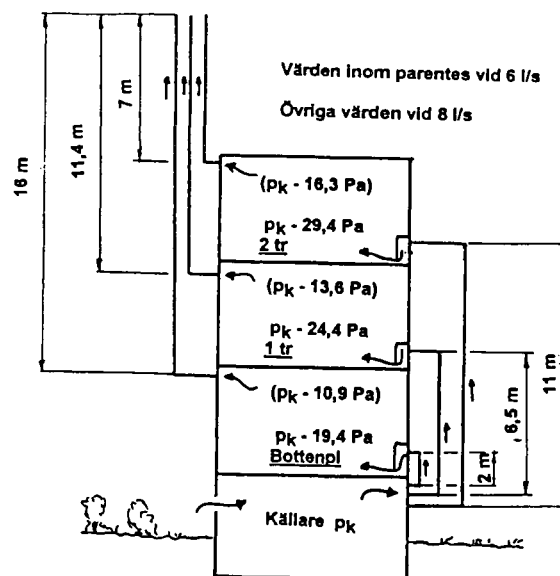 Värden inom parentes vid 6 l/s
Övriga värden vid 8 l/s
7 m
11,4 m
16 m
(pk - 16,3 Pa)
pk - 29,4 Pa
2 tr
(pk - 13,6 Pa)
pk - 24,4 Pa
1 tr
(pk - 10,9 Pa)
pk - 19,4 Pa
Bottenpl
Källare pk
2 m
6,5 m
11 m